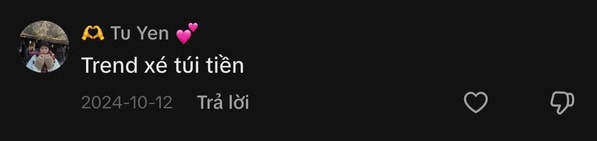 🫶 Tu Yen 💕
Trend xé túi tiền
2024-10-12 Trả lời